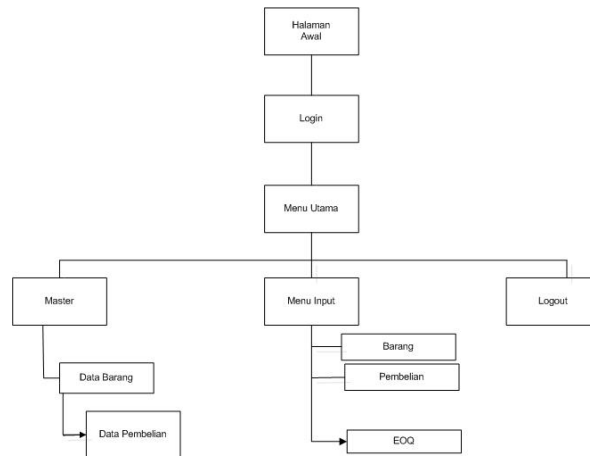 Halaman
Awal
Login
Menu Utama
Master
Menu Input
Logout
Barang
Data Barang
Pembelian
Data Pembelian
EOQ